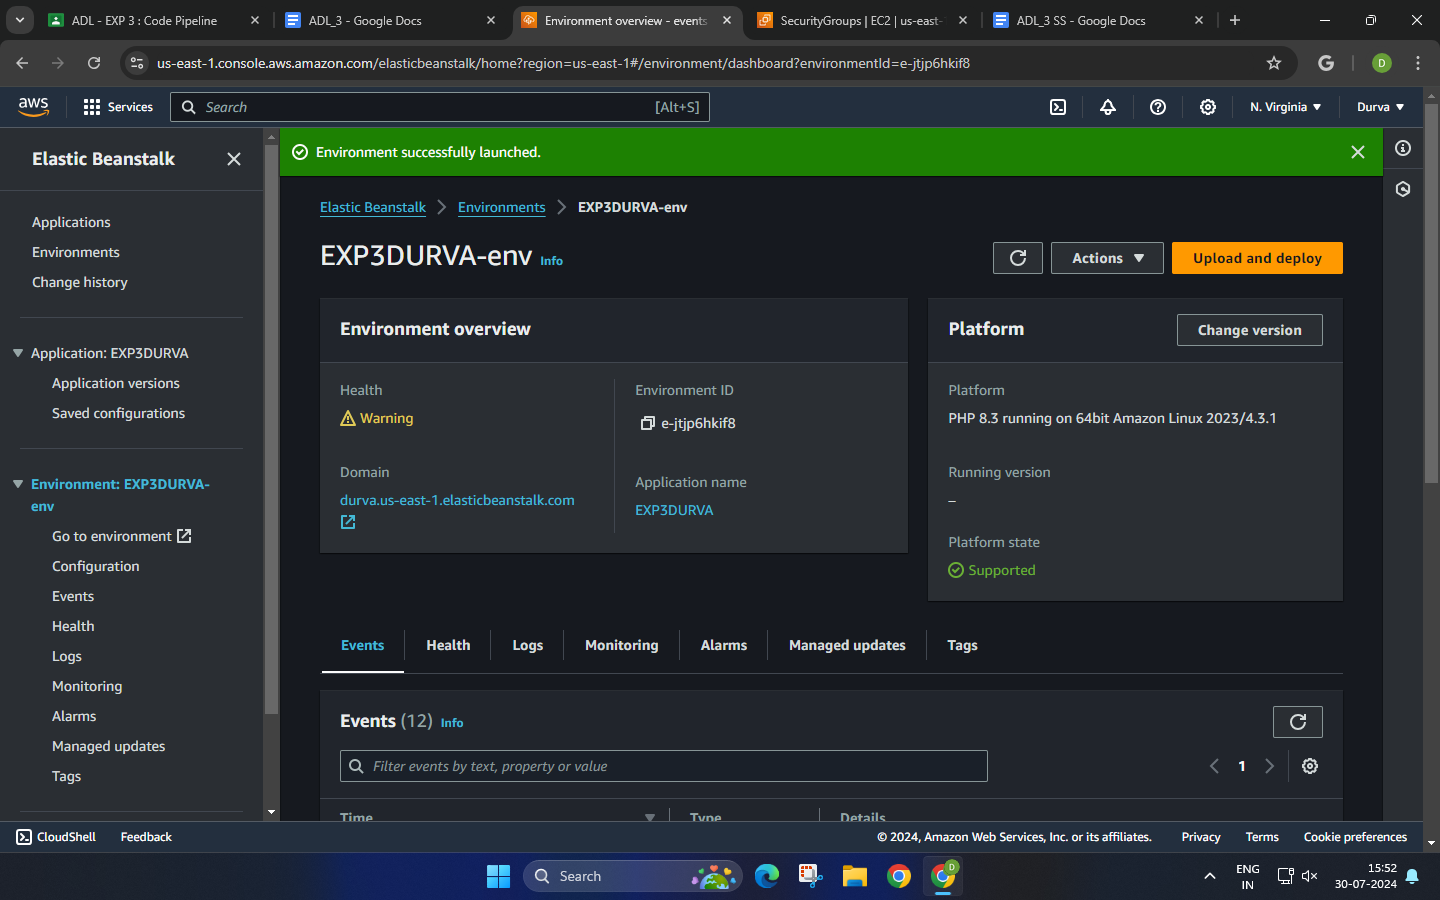 ADL - EXP 3 : Code Pipeline
ADL_3 - Google Docs
Environment overview - events
SecurityGroups | EC2 | us-east-
ADL_3 SS - Google Docs
us-east-1.console.aws.amazon.com/elasticbeanstalk/home?region=us-east-1#/environment/dashboard?environmentId=e-jtjp6hkif8
D
aws
Services
Search
[Alt+S]
N. Virginia
Durva
Elastic Beanstalk
Applications
Environments
Change history
Application: EXP3DURVA
Application versions
Saved configurations
Environment: EXP3DURVA-
env
Go to environment
Configuration
Events
Health
Logs
Monitoring
Alarms
Managed updates
Tags
Environment successfully launched.
Elastic Beanstalk
Environments
EXP3DURVA-env
EXP3DURVA-env Info
Actions
Upload and deploy
Environment overview
Health
Warning
Domain
durva.us-east-1.elasticbeanstalk.com
Environment ID
e-jtjp6hkif8
Application name
EXP3DURVA
Platform
Change version
Platform
PHP 8.3 running on 64bit Amazon Linux 2023/4.3.1
Running version
–
Platform state
Supported
Events
Health
Logs
Monitoring
Alarms
Managed updates
Tags
Events (12) Info
Filter events by text, property or value
1
Time
Type
Details
CloudShell
Feedback
© 2024, Amazon Web Services, Inc. or its affiliates.
Privacy
Terms
Cookie preferences
Search
D
ENG
IN
15:52
30-07-2024